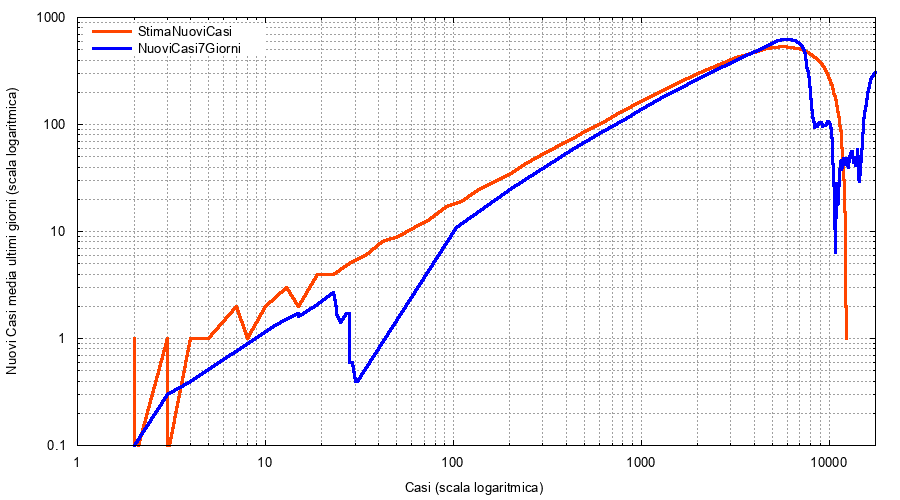 1000
StimaNuoviCasi
NuoviCasi7Giorni
100
10
1
0.1
Nuovi Casi media ultimi giorni (scala logaritmica)
1 10 100 1000 10000
Casi (scala logaritmica)